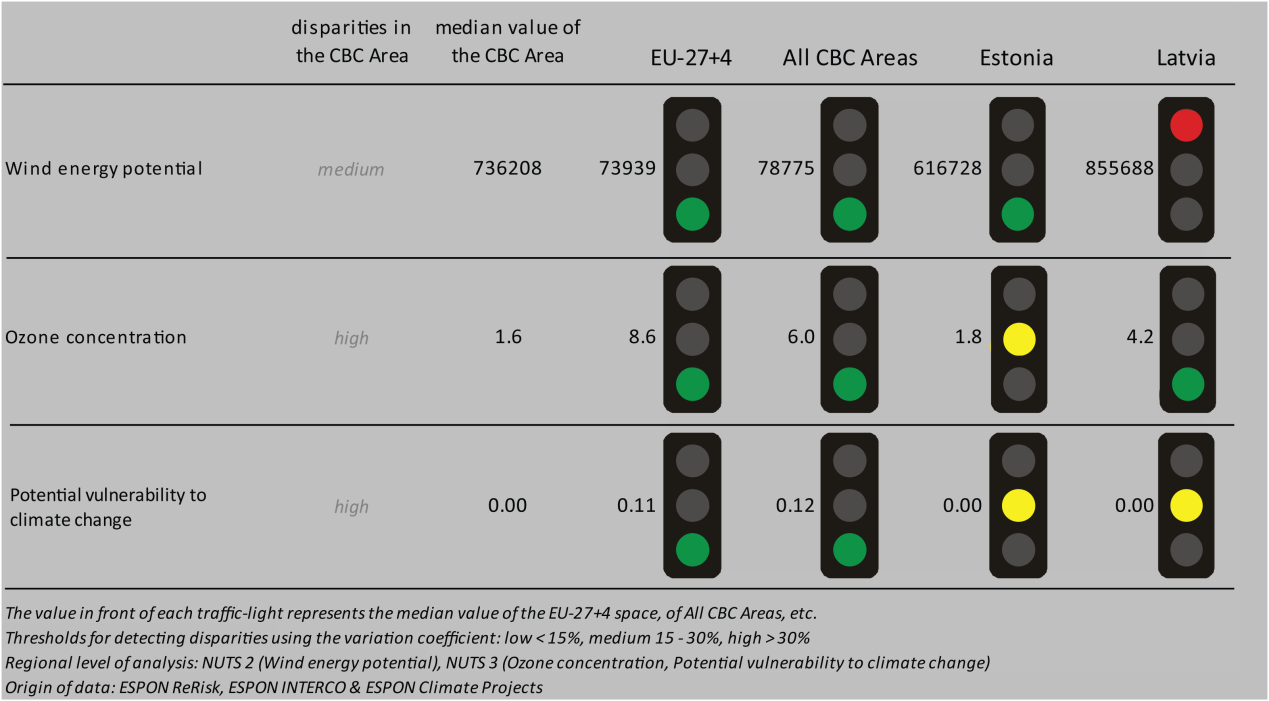 disparities in the CBC Area
median value of the CBC Area
EU-27+4
All CBC Areas
Estonia
Latvia
Wind energy potential
medium
736208
73939
78775
616728
855688
Ozone concentration
high
1.6
8.6
6.0
1.8
4.2
Potential vulnerability to
climate change
high
0.00
0.11
0.12
0.00
0.00
The value in front of each traffic-light represents the median value of the EU-27+4 space, of All CBC Areas, etc.
Thresholds for detecting disparities using the variation coefficient: low < 15%, medium 15 - 30%, high > 30%
Regional level of analysis: NUTS 2 (Wind energy potential), NUTS 3 (Ozone concentration, Potential vulnerability to climate change)
Origin of data: ESPON ReRisk, ESPON INTERCO & ESPON Climate Projects